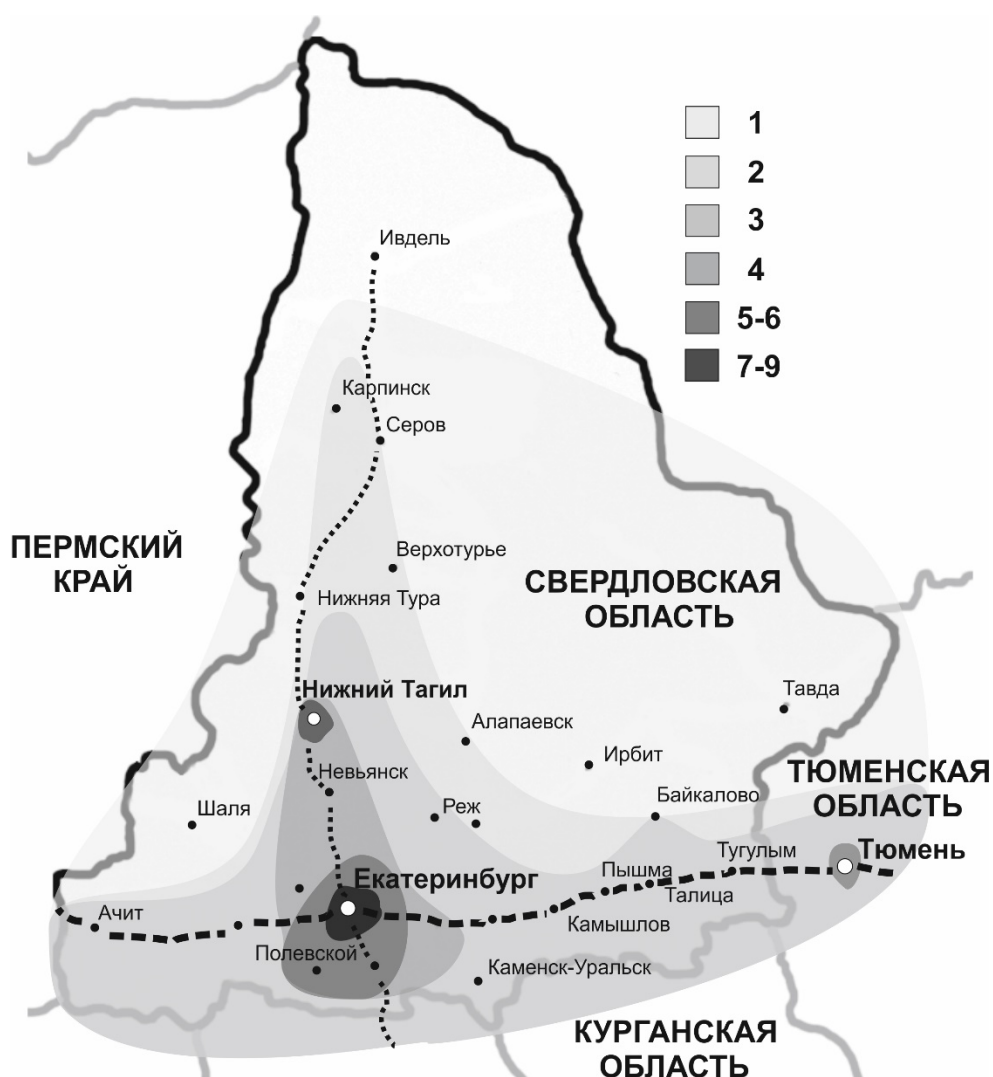 1
2
3
4
5-6
7-9
Ивдель
Карпинск
Серов
ПЕРМСКИЙ
КРАЙ
Верхотурье
Нижняя Тура
СВЕРДЛОВСКАЯ
ОБЛАСТЬ
Нижний Тагил
Тавда
Алапаевск
Ирбит
Невьянск
ТЮМЕНСКАЯ
ОБЛАСТЬ
Шаля
Реж
Байкалово
Тугулым
Тюмень
Екатеринбург
Пышма
Талица
Ачит
Камышлов
Полевской
Каменск-Уральск
КУРГАНСКАЯ
ОБЛАСТЬ